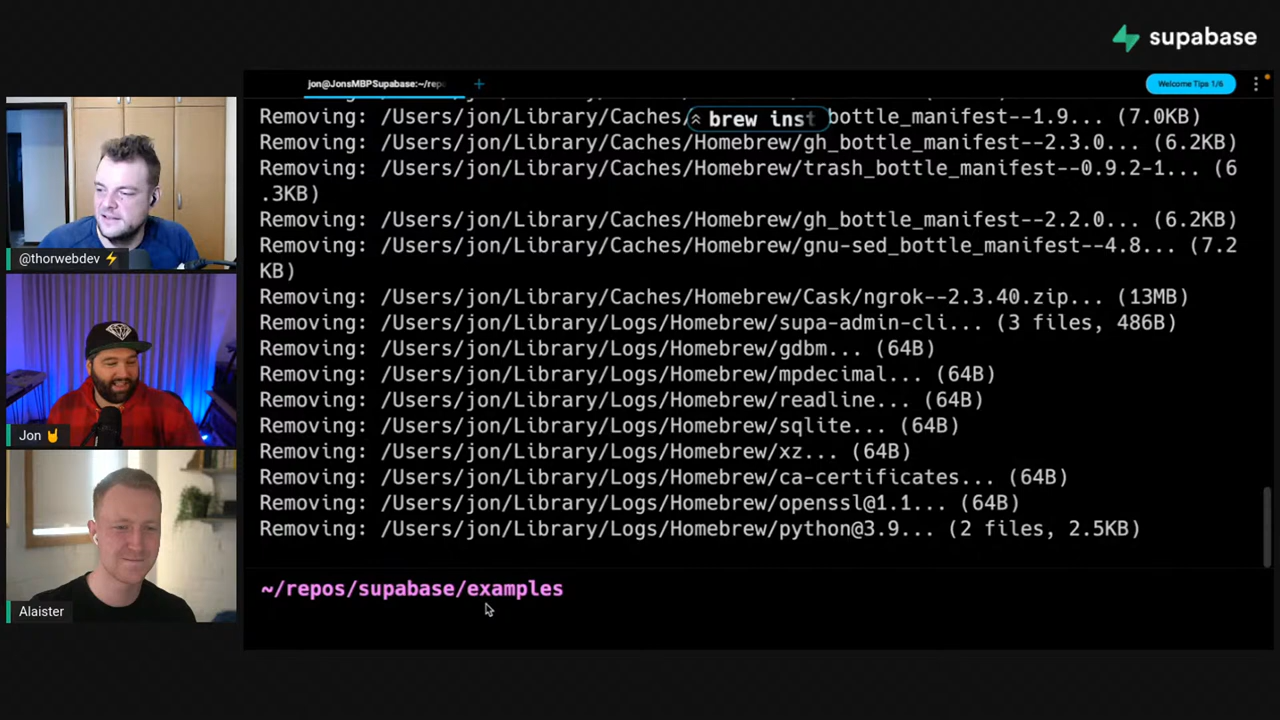 supabase
jon@JonsMBPSupabase:~/rep
+
Welcome Tips 1/6
Removing: /Users/jon/Library/Caches/ brew inst bottle_manifest--1.9... (7.0KB)
Removing: /Users/jon/Library/Caches/Homebrew/gh_bottle_manifest--2.3.0... (6.2KB)
Removing: /Users/jon/Library/Caches/Homebrew/trash_bottle_manifest--0.9.2-1... (6
.3KB)
Removing: /Users/jon/Library/Caches/Homebrew/gh_bottle_manifest--2.2.0... (6.2KB)
Removing: /Users/jon/Library/Caches/Homebrew/gnu-sed_bottle_manifest--4.8... (7.2
KB)
Removing: /Users/jon/Library/Caches/Homebrew/Cask/ngrok--2.3.40.zip... (13MB)
Removing: /Users/jon/Library/Logs/Homebrew/supa-admin-cli... (3 files, 486B)
Removing: /Users/jon/Library/Logs/Homebrew/gdbm... (64B)
Removing: /Users/jon/Library/Logs/Homebrew/mpdecimal... (64B)
Removing: /Users/jon/Library/Logs/Homebrew/readline... (64B)
Removing: /Users/jon/Library/Logs/Homebrew/sqlite... (64B)
Removing: /Users/jon/Library/Logs/Homebrew/xz... (64B)
Removing: /Users/jon/Library/Logs/Homebrew/ca-certificates... (64B)
Removing: /Users/jon/Library/Logs/Homebrew/openssl@1.1... (64B)
Removing: /Users/jon/Library/Logs/Homebrew/python@3.9... (2 files, 2.5KB)
~/repos/supabase/examples
@thorwebdev ⚡
Jon 🤘
Alaister